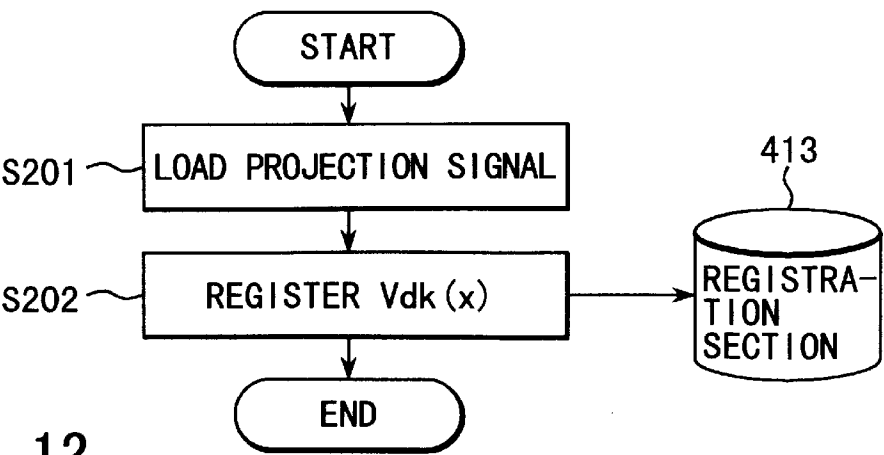 START
S201
LOAD PROJECTION SIGNAL
413
S202
REGISTER Vdk(x)
REGISTRA-
TION
SECTION
END
12